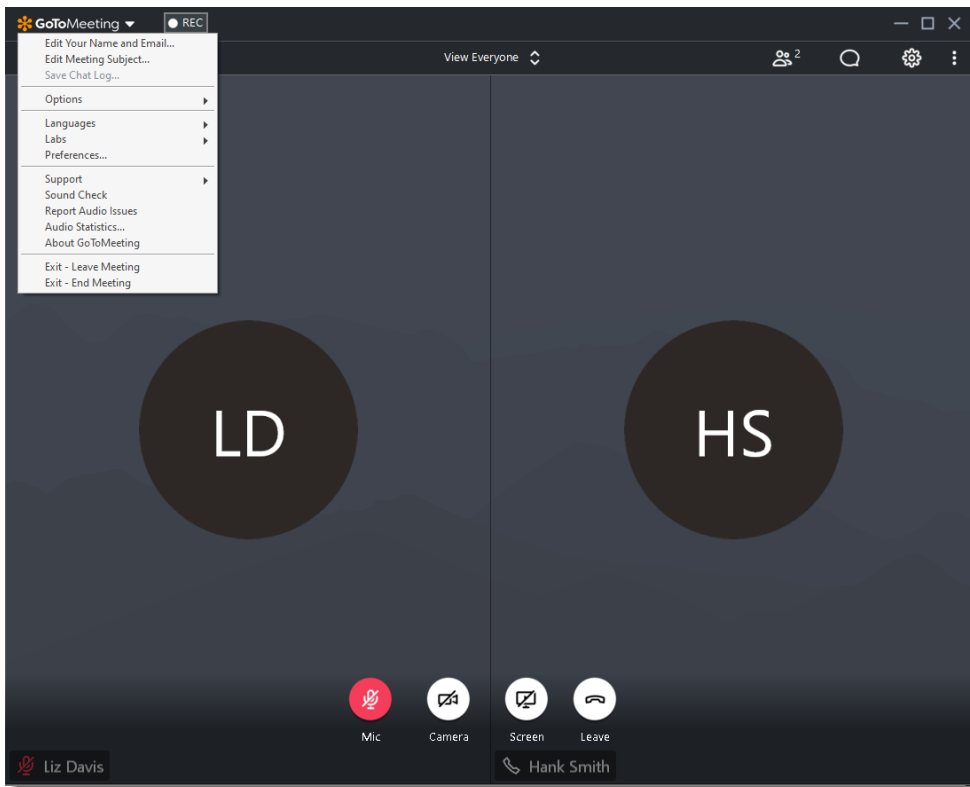 GoToMeeting
REC
Edit Your Name and Email...
Edit Meeting Subject...
Save Chat Log...
Options
Languages
Labs
Preferences...
Support
Sound Check
Report Audio Issues
Audio Statistics...
About GoToMeeting
Exit - Leave Meeting
Exit - End Meeting
View Everyone
2
LD
HS
Mic
Camera
Screen
Leave
Liz Davis
Hank Smith